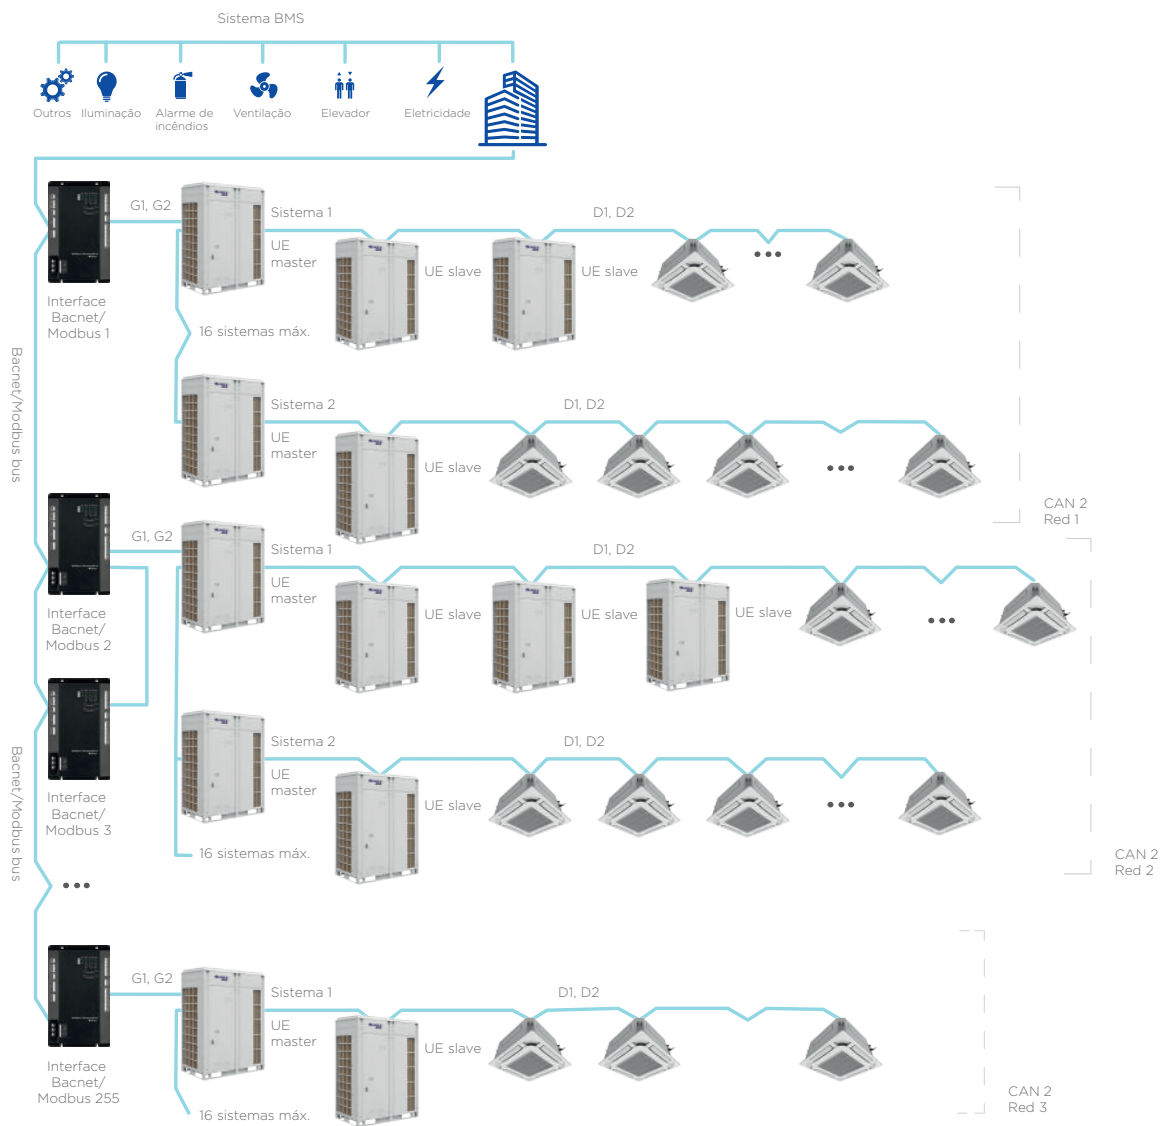 Sistema BMS
Outros
Iluminação
Alarme de
incêndios
Ventilação
Elevador
Eletricidade
Bacnet/Modbus bus
Interface
Bacnet/
Modbus 1
G1, G2
Sistema 1
UE
master
UE slave
UE slave
D1, D2
16 sistemas máx.
Sistema 2
UE
master
UE slave
D1, D2
CAN 2
Red 1
Interface
Bacnet/
Modbus 2
G1, G2
Sistema 1
UE
master
UE slave
UE slave
UE slave
D1, D2
Interface
Bacnet/
Modbus 3
Sistema 2
UE
master
UE slave
D1, D2
16 sistemas máx.
CAN 2
Red 2
Bacnet/Modbus bus
Interface
Bacnet/
Modbus 255
G1, G2
Sistema 1
UE
master
UE slave
D1, D2
16 sistemas máx.
CAN 2
Red 3